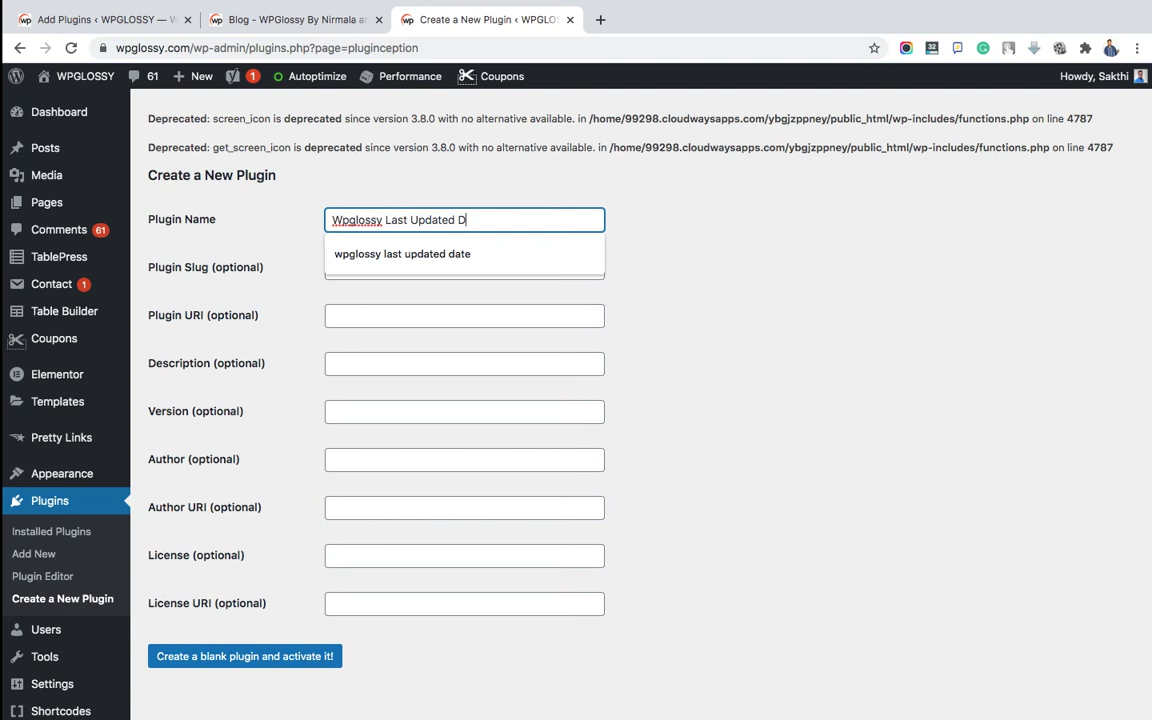 Add Plugins ‹ WPGLOSSY — W
Blog - WPGlossy By Nirmala an
Create a New Plugin ‹ WPGLOS
wpglossy.com/wp-admin/plugins.php?page=pluginception
32
WPGLOSSY
61
New
1
Autoptimize
Performance
Coupons
Howdy, Sakthi
Dashboard
Posts
Media
Pages
Comments 61
TablePress
Contact 1
Table Builder
Coupons
Elementor
Templates
Pretty Links
Appearance
Plugins
Installed Plugins
Add New
Plugin Editor
Create a New Plugin
Users
Tools
Settings
Shortcodes
Deprecated: screen_icon is deprecated since version 3.8.0 with no alternative available. in /home/99298.cloudwaysapps.com/ybgjzppney/public_html/wp-includes/functions.php on line 4787
Deprecated: get_screen_icon is deprecated since version 3.8.0 with no alternative available. in /home/99298.cloudwaysapps.com/ybgjzppney/public_html/wp-includes/functions.php on line 4787
Create a New Plugin
Plugin Name
Wpglossy Last Updated D
wpglossy last updated date
Plugin Slug (optional)
Plugin URI (optional)
Description (optional)
Version (optional)
Author (optional)
Author URI (optional)
License (optional)
License URI (optional)
Create a blank plugin and activate it!